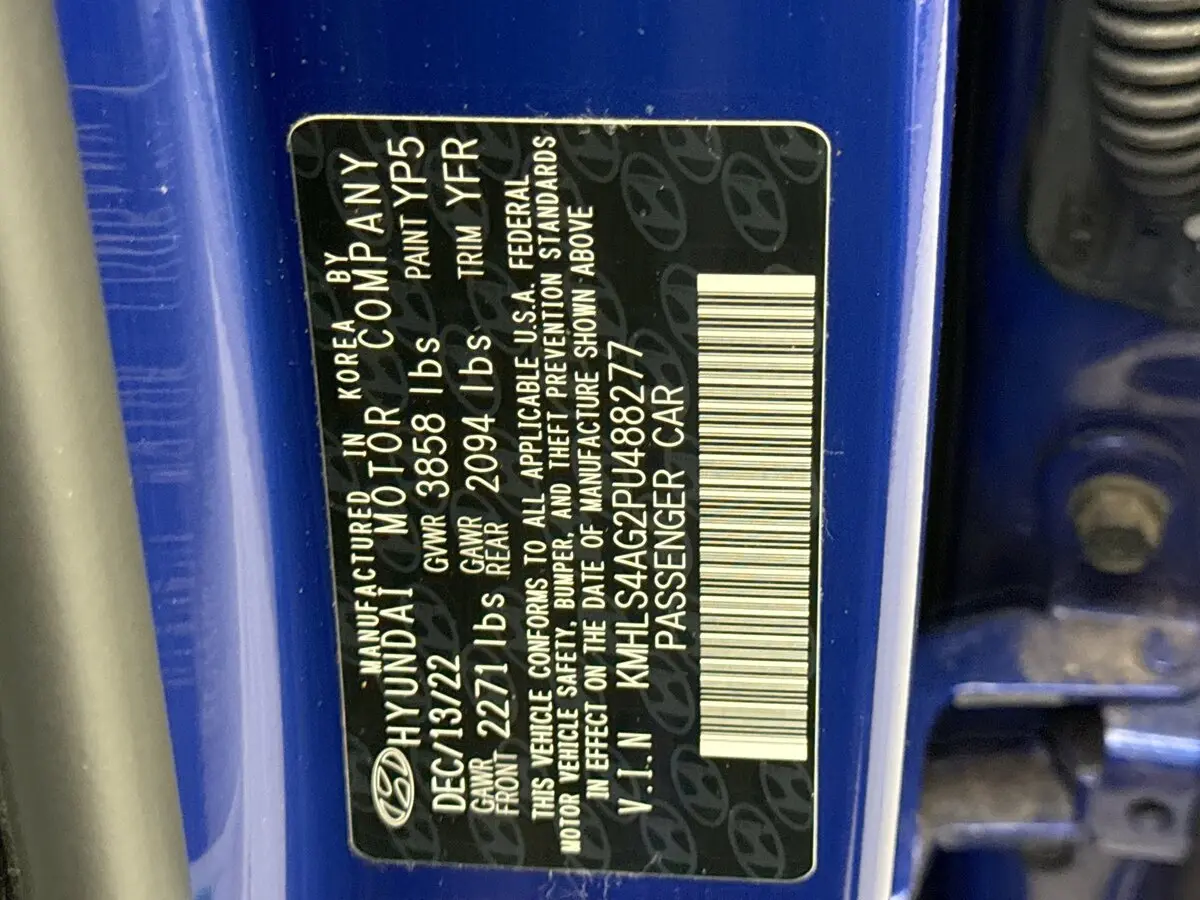 MANUFACTURED IN KOREA BY
HYUNDAI MOTOR COMPANY
DEC/13/22 GVWR 3858 lbs PAINT YP5
GAWR FRONT 2271 lbs GAWR REAR 2094 lbs TRIM YFR
THIS VEHICLE CONFORMS TO ALL APPLICABLE U.S.A. FEDERAL
MOTOR VEHICLE SAFETY, BUMPER, AND THEFT PREVENTION STANDARDS
IN EFFECT ON THE DATE OF MANUFACTURE SHOWN ABOVE
V.I.N KMHLS4AG2PU488277
PASSENGER CAR